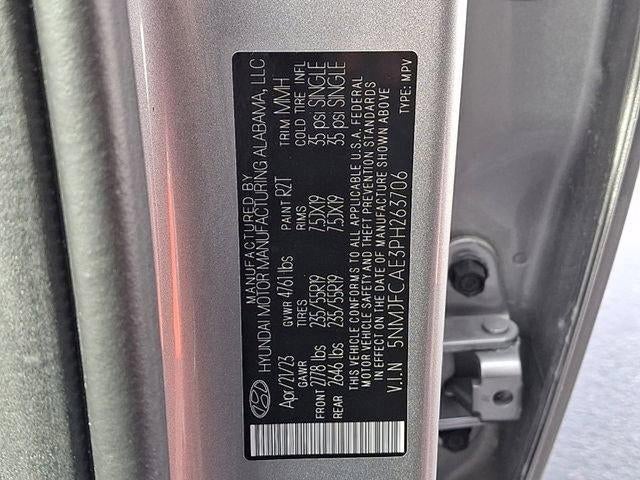 MANUFACTURED BY
HYUNDAI MOTOR MANUFACTURING ALABAMA, LLC
Apr/21/23 GVWR 4761lbs PAINT R2T TRIM MMH
GAWR TIRES RIMS COLD TIRE INFL
FRONT 2778 lbs 235/55R19 7.5JX19 35 psi SINGLE
REAR 2646 lbs 235/55R19 7.5JX19 35 psi SINGLE
THIS VEHICLE CONFORMS TO ALL APPLICABLE U.S.A. FEDERAL
MOTOR VEHICLE SAFETY AND THEFT PREVENTION STANDARDS
IN EFFECT ON THE DATE OF MANUFACTURE SHOWN ABOVE
V.I.N 5NMJFCAE3PH263706 TYPE: MPV